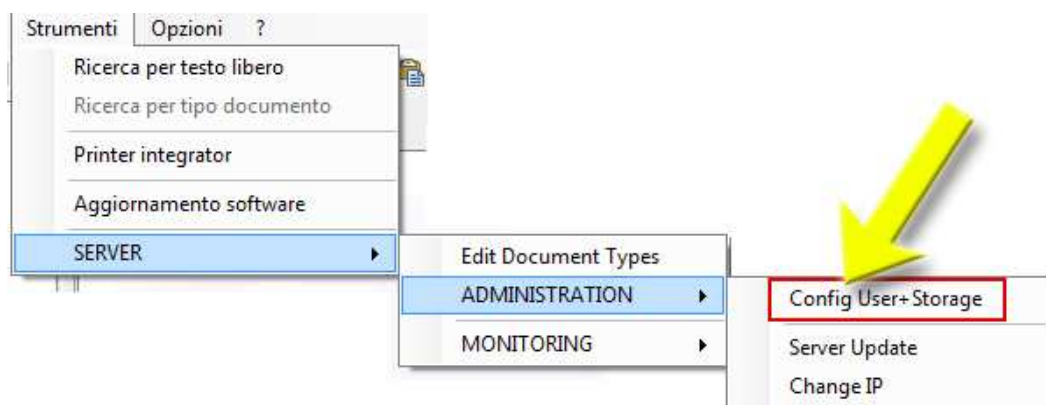 Strumenti Opzioni ?
Ricerca per testo libero
Ricerca per tipo documento
Printer integrator
Aggiornamento software
SERVER
Edit Document Types
ADMINISTRATION
MONITORING
Config User+Storage
Server Update
Change IP